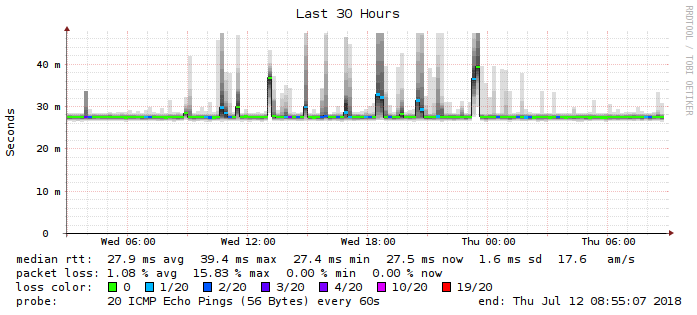 Last 30 Hours
RRDTOOL / TOBI OETIKER
Seconds
40 m
30 m
20 m
10 m
0
Wed 06:00 Wed 12:00 Wed 18:00 Thu 00:00 Thu 06:00
median rtt: 27.9 ms avg 39.4 ms max 27.4 ms min 27.5 ms now 1.6 ms sd 17.6 am/s
packet loss: 1.08 % avg 15.83 % max 0.00 % min 0.00 % now
loss color: 0 1/20 2/20 3/20 4/20 10/20 19/20
probe: 20 ICMP Echo Pings (56 Bytes) every 60s end: Thu Jul 12 08:55:07 2018